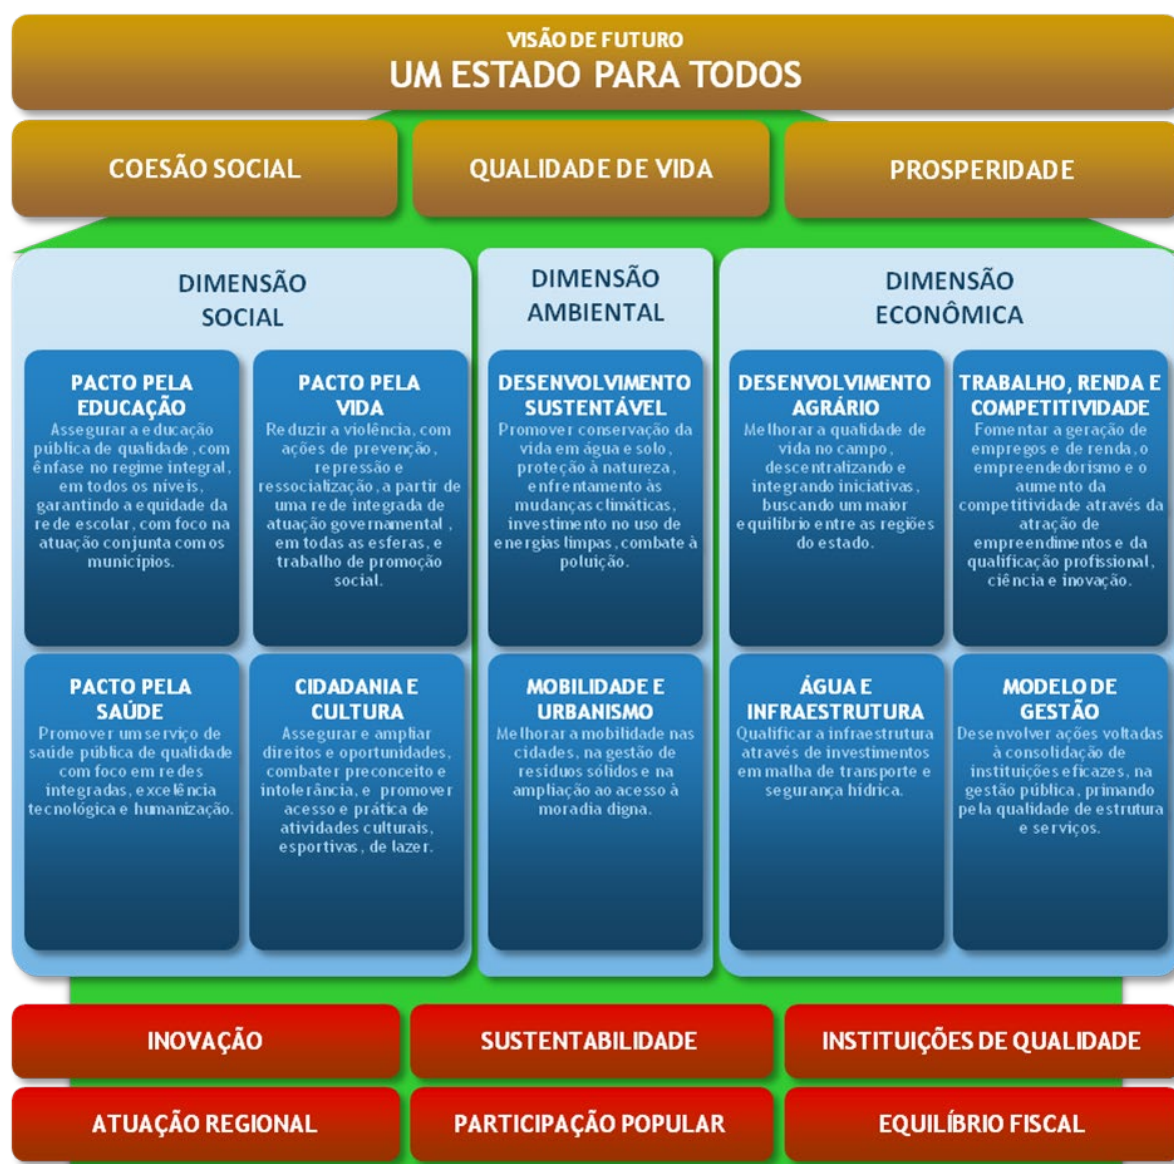 VISÃO DE FUTURO
UM ESTADO PARA TODOS
COESÃO SOCIAL
QUALIDADE DE VIDA
PROSPERIDADE
DIMENSÃO
SOCIAL
PACTO PELA
EDUCAÇÃO
Assegurar a educação
pública de qualidade, com
ênfase no regime integral,
em todos os níveis,
garantindo a equidade da
rede escolar, com foco na
atuação conjunta com os
municípios.
PACTO PELA
VIDA
Reduzir a violência, com
ações de prevenção,
repressão e
ressocialização, a partir de
uma rede integrada de
atuação governamental,
em todas as esferas, e
trabalho de promoção
social.
PACTO PELA
SAÚDE
Promover um serviço de
saúde pública de qualidade
com foco em redes
integradas, excelência
tecnológica e humanização.
CIDADANIA E
CULTURA
Assegurar e ampliar
direitos e oportunidades,
combater preconceito e
intolerância, e promover
acesso e prática de
atividades culturais,
esportivas, de lazer.
DIMENSÃO
AMBIENTAL
DESENVOLVIMENTO
SUSTENTÁVEL
Promover conservação da
vida em água e solo,
proteção à natureza,
enfrentamento às
mudanças climáticas,
investimento no uso de
energias limpas, combate à
poluição.
MOBILIDADE E
URBANISMO
Melhorar a mobilidade nas
cidades, na gestão de
resíduos sólidos e na
ampliação ao acesso à
moradia digna.
DIMENSÃO
ECONÔMICA
DESENVOLVIMENTO
AGRÁRIO
Melhorar a qualidade de
vida no campo,
descentralizando e
integrando iniciativas,
buscando um maior
equilíbrio entre as regiões
do estado.
TRABALHO, RENDA E
COMPETITIVIDADE
Fomentar a geração de
empregos e de renda, o
empreendedorismo e o
aumento da
competitividade através da
atração de
empreendimentos e da
qualificação profissional,
ciência e inovação.
ÁGUA E
INFRAESTRUTURA
Qualificar a infraestrutura
através de investimentos
em malha de transporte e
segurança hídrica.
MODELO DE
GESTÃO
Desenvolver ações voltadas
à consolidação de
instituições eficazes, na
gestão pública, primando
pela qualidade de estrutura
e serviços.
INOVAÇÃO
SUSTENTABILIDADE
INSTITUIÇÕES DE QUALIDADE
ATUAÇÃO REGIONAL
PARTICIPAÇÃO POPULAR
EQUILÍBRIO FISCAL